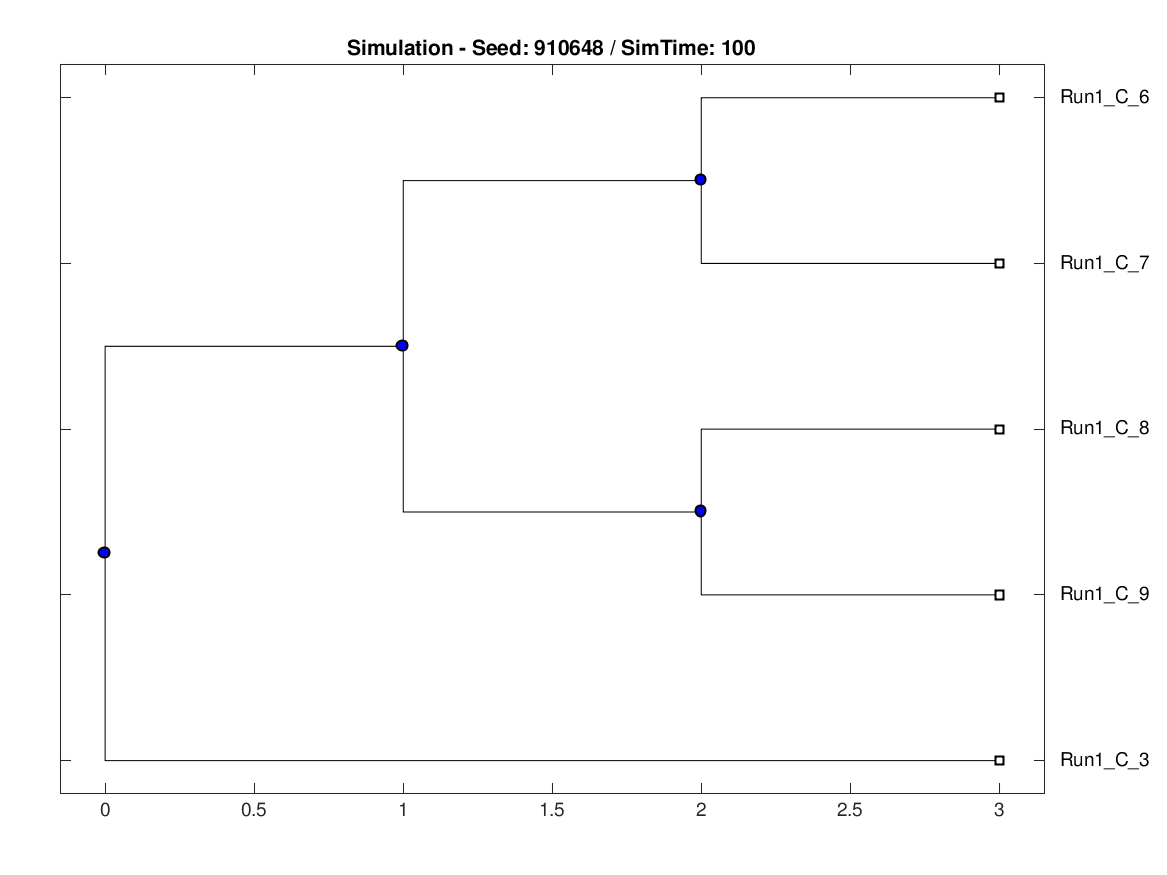 Simulation - Seed: 910648 / SimTime: 100
Run1_C_6
Run1_C_7
Run1_C_8
Run1_C_9
Run1_C_3
0 0.5 1 1.5 2 2.5 3